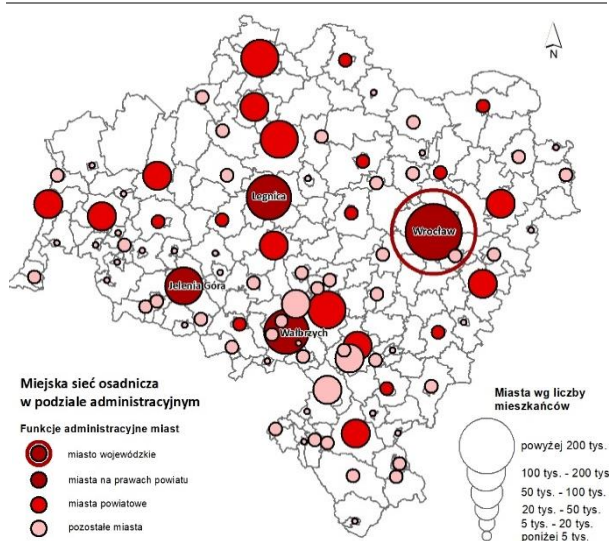 N
Legnica
Wrocław
Jelenia Góra
Wałbrzych
Miejska sieć osadnicza
w podziale administracyjnym
Funkcje administracyjne miast
miasto wojewódzkie
miasta na prawach powiatu
miasta powiatowe
pozostałe miasta
Miasta wg liczby
mieszkańców
powyżej 200 tys.
100 tys. - 200 tys
50 tys. - 100 tys.
20 tys. - 50 tys.
5 tys. - 20 tys.
poniżej 5 tys.